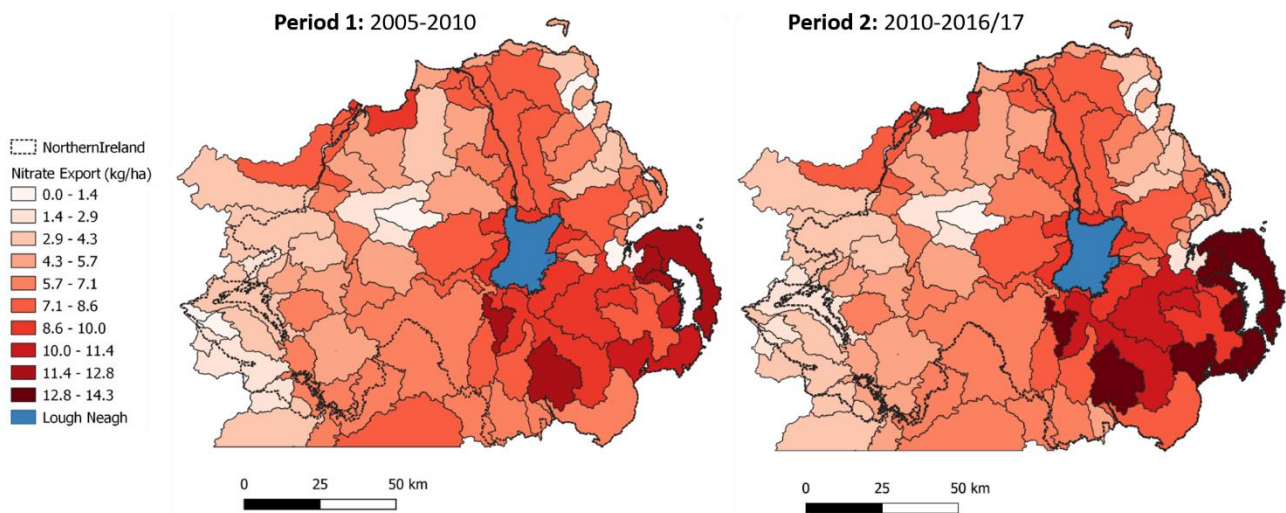 Period 1: 2005-2010
Period 2: 2010-2016/17
NorthernIreland
Nitrate Export (kg/ha)
0.0 - 1.4
1.4 - 2.9
2.9 - 4.3
4.3 - 5.7
5.7 - 7.1
7.1 - 8.6
8.6 - 10.0
10.0 - 11.4
11.4 - 12.8
12.8 - 14.3
Lough Neagh
0 25 50 km
0 25 50 km